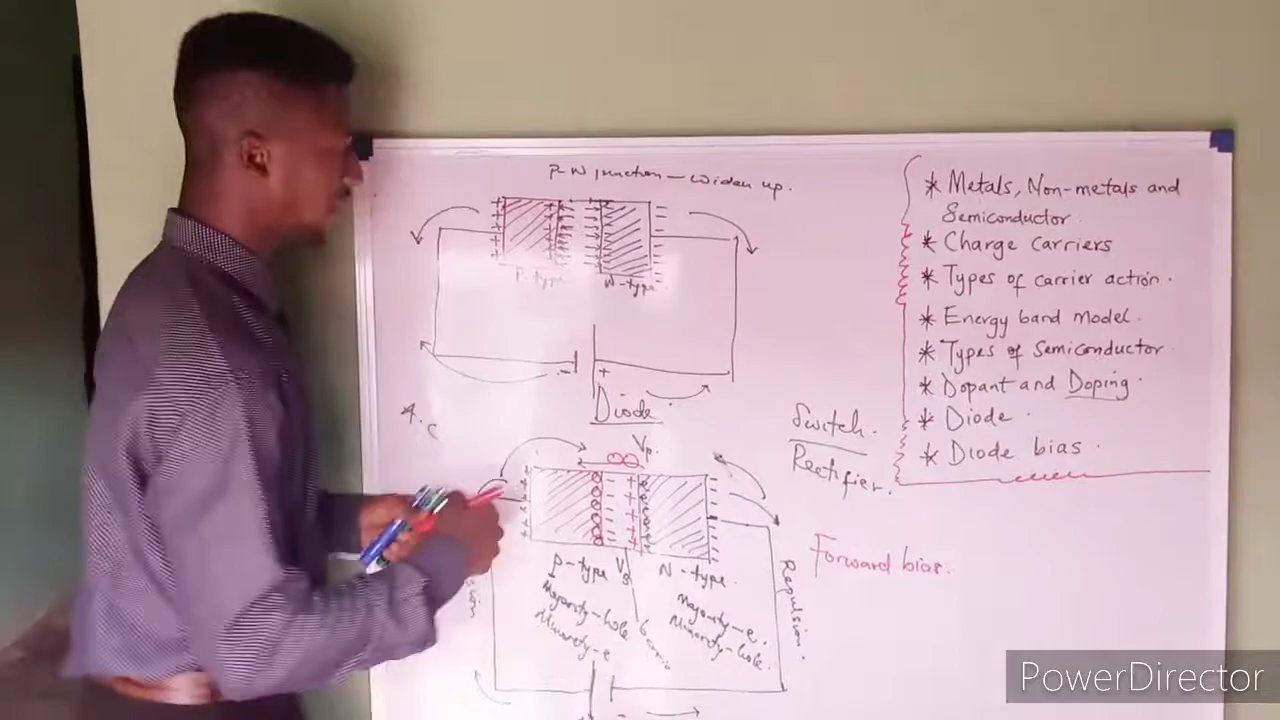 P-N junction - Widen up.
P-type
N-type
- +
Diode.
A.c
Vp.
P-type
Vs
N-type.
Majority-hole
Minority-e
Majority-e.
Minority-hole.
Repulsion.
Switch.
Rectifier.
Forward bias.
* Metals, Non-metals and
Semiconductor.
* Charge carriers
* Types of carrier action.
* Energy band model.
* Types of Semiconductor
* Dopant and Doping.
* Diode.
* Diode bias.
PowerDirector